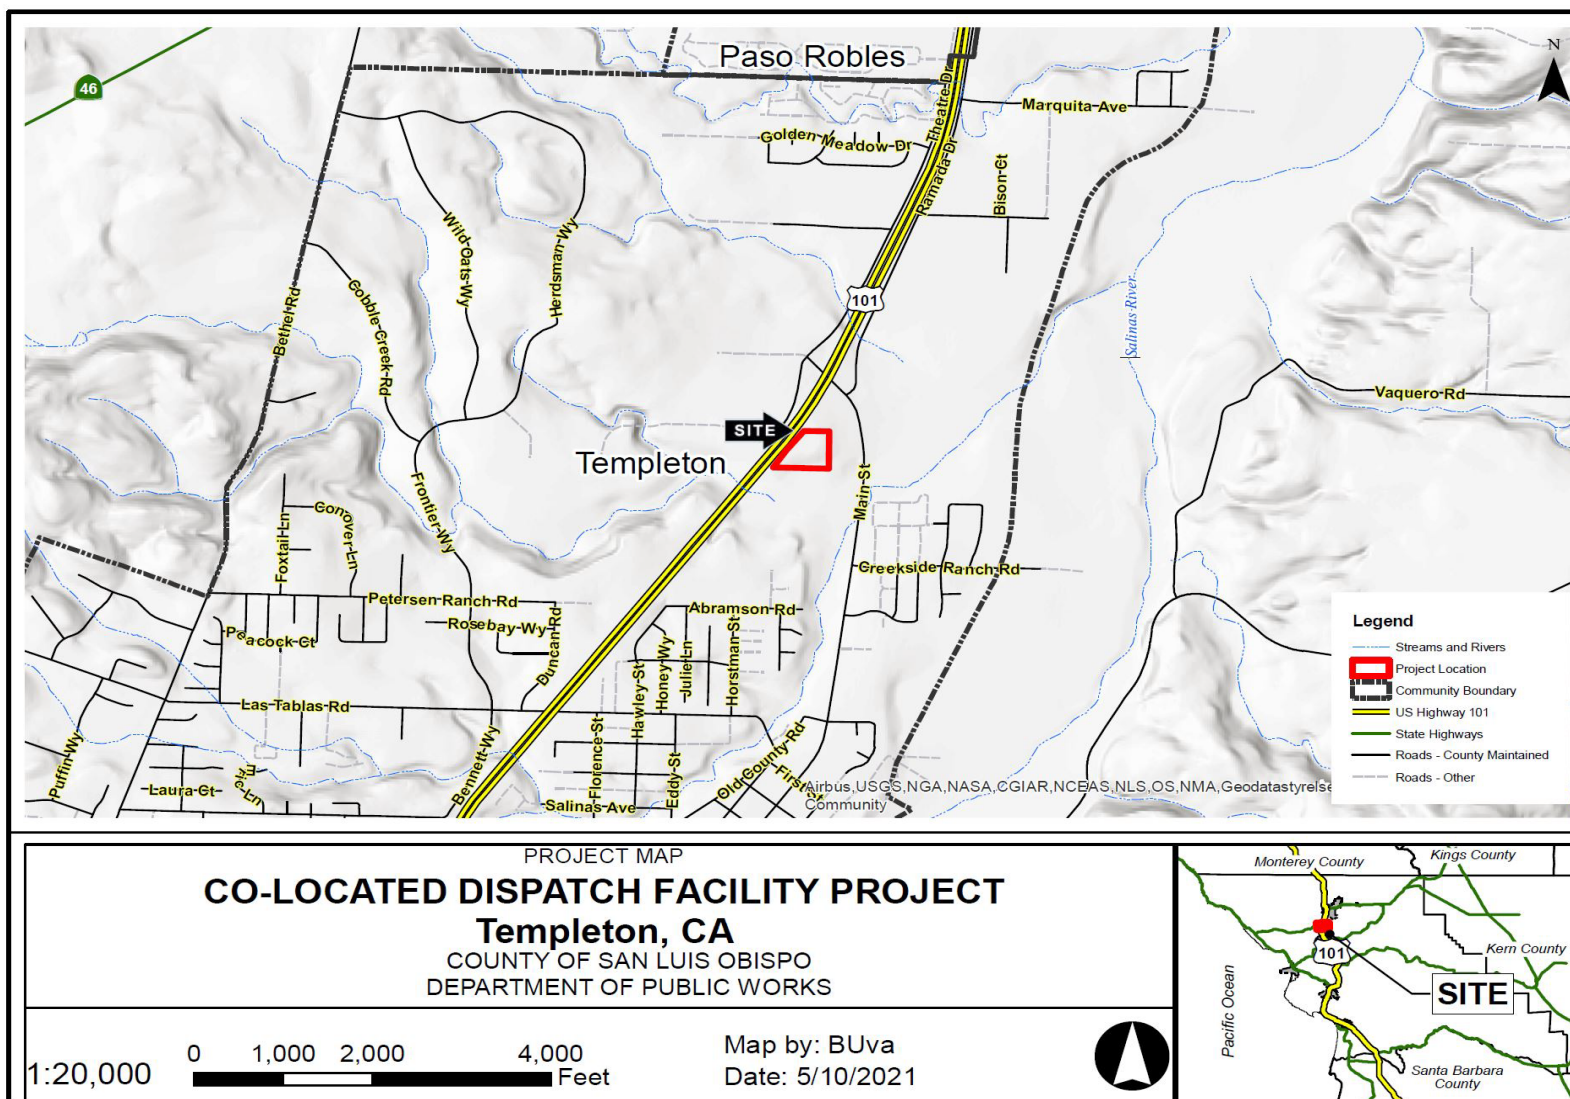 Paso Robles
N
46
Theatre Dr
Marquita Ave
Golden Meadow Dr
Ramada Dr
Bison Ct
Wild Oats Wy
Herdsman Wy
Bethel Rd
Cobble Creek Rd
101
Salinas River
Vaquero Rd
SITE
Templeton
Main St
Frontier Wy
Foxtail Ln
Conover Ln
Creekside Ranch Rd
Petersen Ranch Rd
Abramson Rd
Rosebay Wy
Peacock Ct
Duncan Rd
Hawley St
Honey Wy
Julie Ln
Horstman St
Las Tablas Rd
Puffin Wy
Laura Ct
Bennett Wy
Florence St
Eddy St
Old County Rd
First
Salinas Ave
Airbus,USGS,NGA,NASA,CGIAR,NCEAS,NLS,OS,NMA,Geodatastyrelse
Community
Legend
Streams and Rivers
Project Location
Community Boundary
US Highway 101
State Highways
Roads - County Maintained
Roads - Other
PROJECT MAP
CO-LOCATED DISPATCH FACILITY PROJECT
Templeton, CA
COUNTY OF SAN LUIS OBISPO
DEPARTMENT OF PUBLIC WORKS
1:20,000
0 1,000 2,000 4,000
Feet
Map by: BUva
Date: 5/10/2021
Monterey County
Kings County
Kern County
101
SITE
Pacific Ocean
Santa Barbara
County